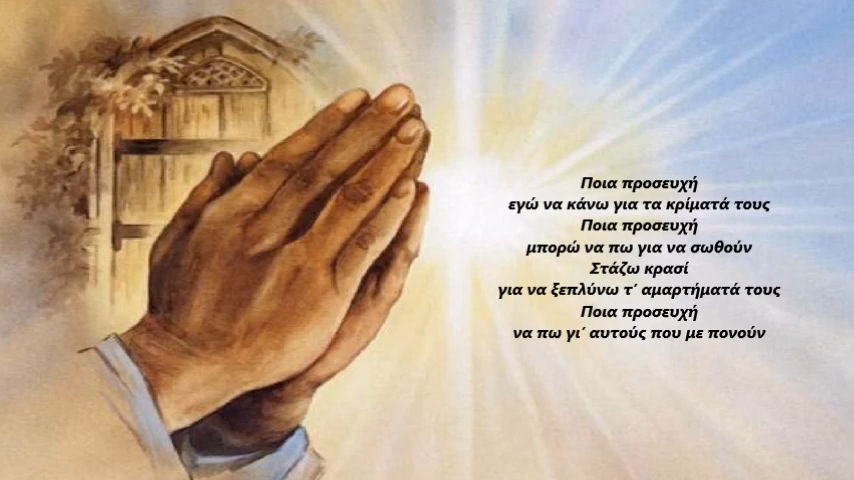 Ποια προσευχή
εγώ να κάνω για τα κρίματά τους
Ποια προσευχή
μπορώ να πω για να σωθούν
Στάζω κρασί
για να ξεπλύνω τ΄ αμαρτήματά τους
Ποια προσευχή
να πω γι΄ αυτούς που με πονούν